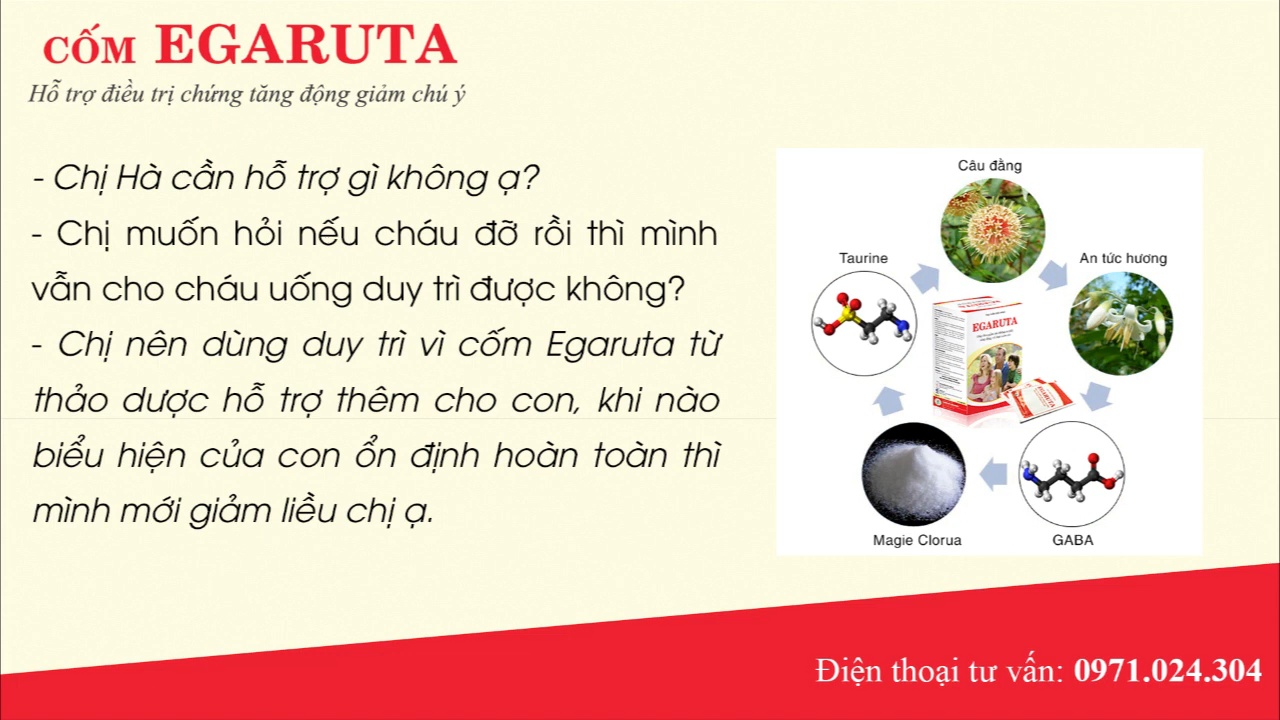 CỐM EGARUTA
Hỗ trợ điều trị chứng tăng động giảm chú ý
- Chị Hà cần hỗ trợ gì không ạ?
- Chị muốn hỏi nếu cháu đỡ rồi thì mình
vẫn cho cháu uống duy trì được không?
- Chị nên dùng duy trì vì cốm Egaruta từ
thảo dược hỗ trợ thêm cho con, khi nào
biểu hiện của con ổn định hoàn toàn thì
mình mới giảm liều chị ạ.
Câu đằng
Taurine
An tức hương
EGARUTA
Magie Clorua
GABA
Điện thoại tư vấn: 0971.024.304